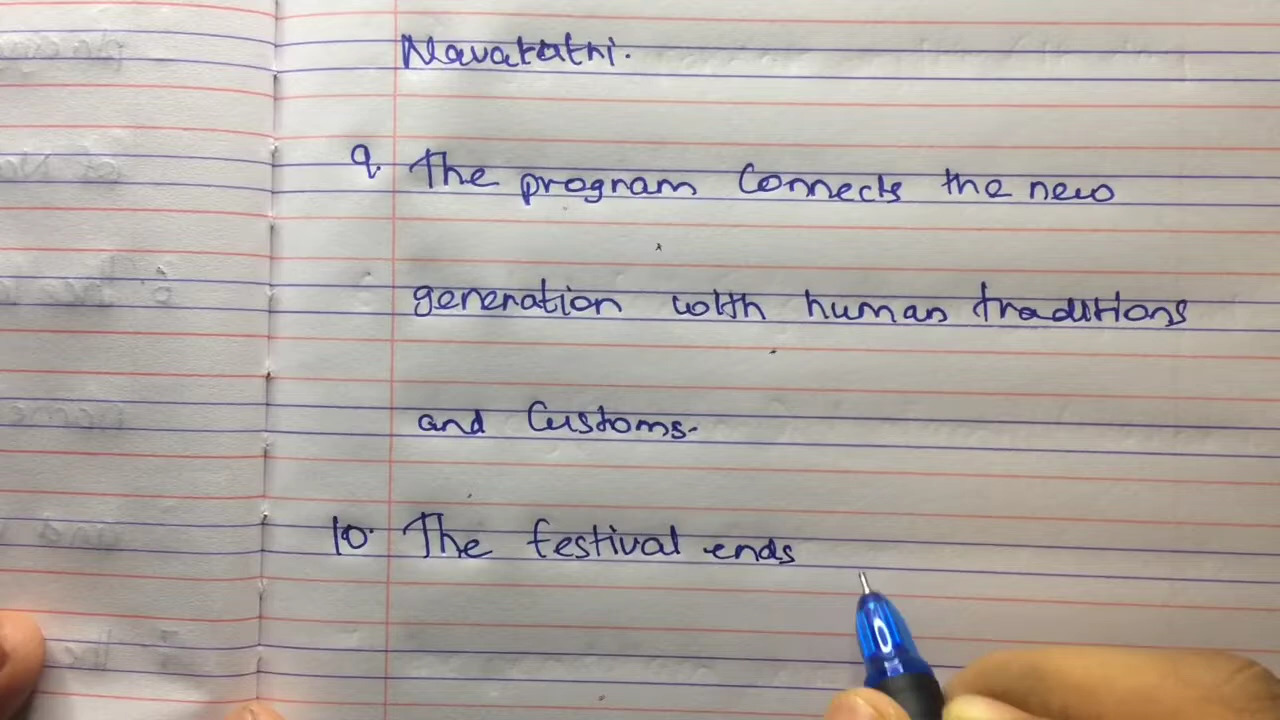 Navaratri.
9. The program Connects the new
generation with human traditions
and Customs.
10. The festival ends